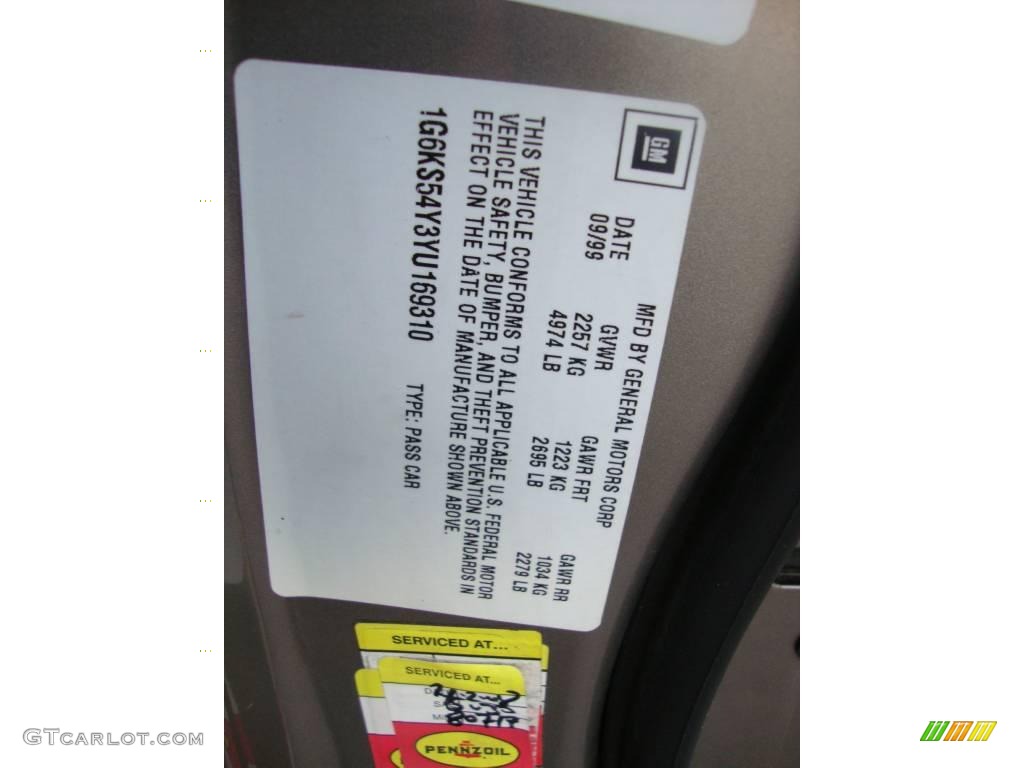 GM
MFD BY GENERAL MOTORS CORP
DATE GVWR GAWR FRT GAWR RR
09/99 2257 KG 1223 KG 1034 KG
4974 LB 2695 LB 2279 LB
THIS VEHICLE CONFORMS TO ALL APPLICABLE U.S. FEDERAL MOTOR
VEHICLE SAFETY, BUMPER, AND THEFT PREVENTION STANDARDS IN
EFFECT ON THE DATE OF MANUFACTURE SHOWN ABOVE.
1G6KS54Y3YU169310 TYPE: PASS CAR
SERVICED AT...
SERVICED AT...
PENNZOIL
GTCarLot.com